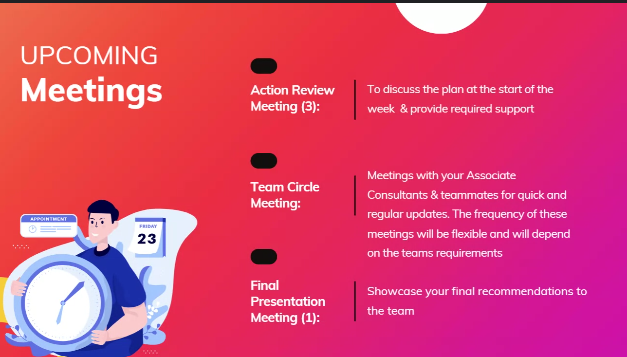 UPCOMING
Meetings
Action Review
Meeting (3):
To discuss the plan at the start of the
week & provide required support
Team Circle
Meeting:
Meetings with your Associate
Consultants & teammates for quick and
regular updates. The frequency of these
meetings will be flexible and will depend
on the teams requirements
Final
Presentation
Meeting (1):
Showcase your final recommendations to
the team
APPOINTMENT
FRIDAY
23